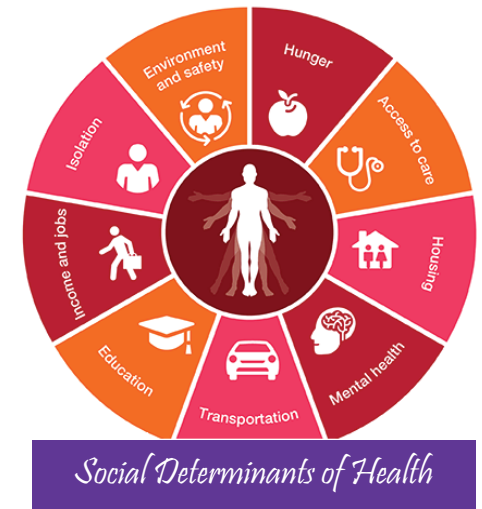 Environment
and safety
Hunger
Access to care
Housing
Mental health
Transportation
Education
Income and jobs
Isolation
Social Determinants of Health